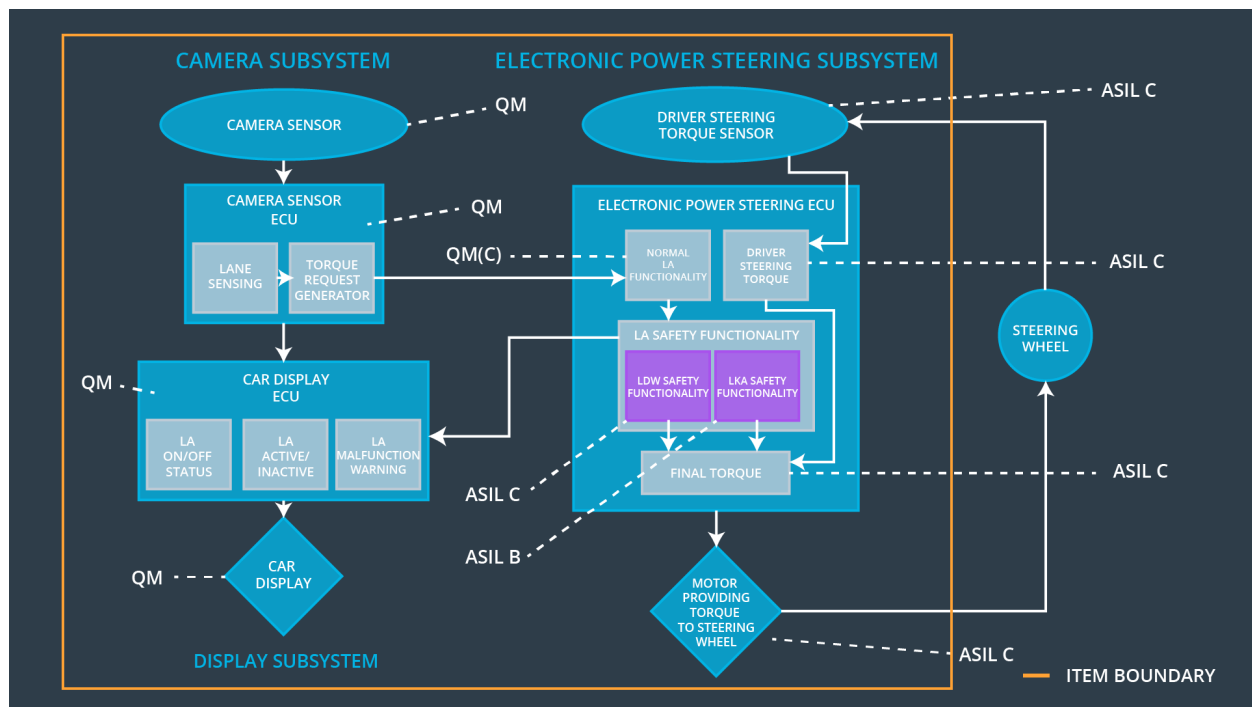 CAMERA SUBSYSTEM
ELECTRONIC POWER STEERING SUBSYSTEM
CAMERA SENSOR
QM
DRIVER STEERING
TORQUE SENSOR
ASIL C
CAMERA SENSOR
ECU
QM
ELECTRONIC POWER STEERING ECU
LANE
SENSING
TORQUE
REQUEST
GENERATOR
QM(C)
NORMAL
LA
FUNCTIONALITY
DRIVER
STEERING
TORQUE
ASIL C
LA SAFETY FUNCTIONALITY
LDW SAFETY
FUNCTIONALITY
LKA SAFETY
FUNCTIONALITY
STEERING
WHEEL
QM
CAR DISPLAY
ECU
LA
ON/OFF
STATUS
LA
ACTIVE/
INACTIVE
LA
MALFUNCTION
WARNING
FINAL TORQUE
ASIL C
ASIL C
ASIL B
QM
CAR
DISPLAY
MOTOR
PROVIDING
TORQUE
TO STEERING
WHEEL
ASIL C
DISPLAY SUBSYSTEM
ITEM BOUNDARY